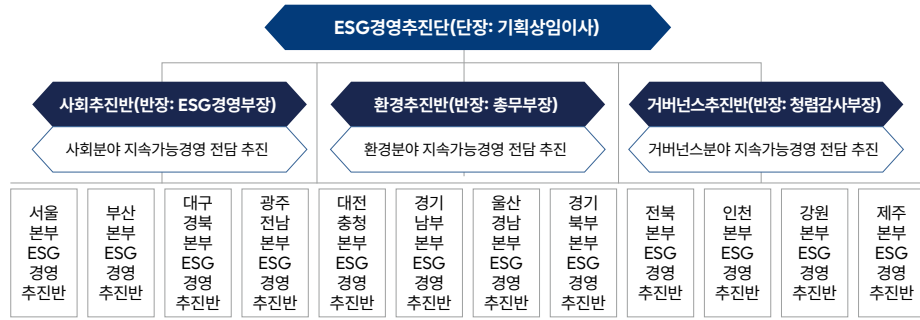 ESG경영추진단(단장: 기획상임이사)
사회추진반(반장: ESG경영부장)
사회분야 지속가능경영 전담 추진
환경추진반(반장: 총무부장)
환경분야 지속가능경영 전담 추진
거버넌스추진반(반장: 청렴감사부장)
거버넌스분야 지속가능경영 전담 추진
서울
본부
ESG
경영
추진반
부산
본부
ESG
경영
추진반
대구
경북
본부
ESG
경영
추진반
광주
전남
본부
ESG
경영
추진반
대전
충청
본부
ESG
경영
추진반
경기
남부
본부
ESG
경영
추진반
울산
경남
본부
ESG
경영
추진반
경기
북부
본부
ESG
경영
추진반
전북
본부
ESG
경영
추진반
인천
본부
ESG
경영
추진반
강원
본부
ESG
경영
추진반
제주
본부
ESG
경영
추진반